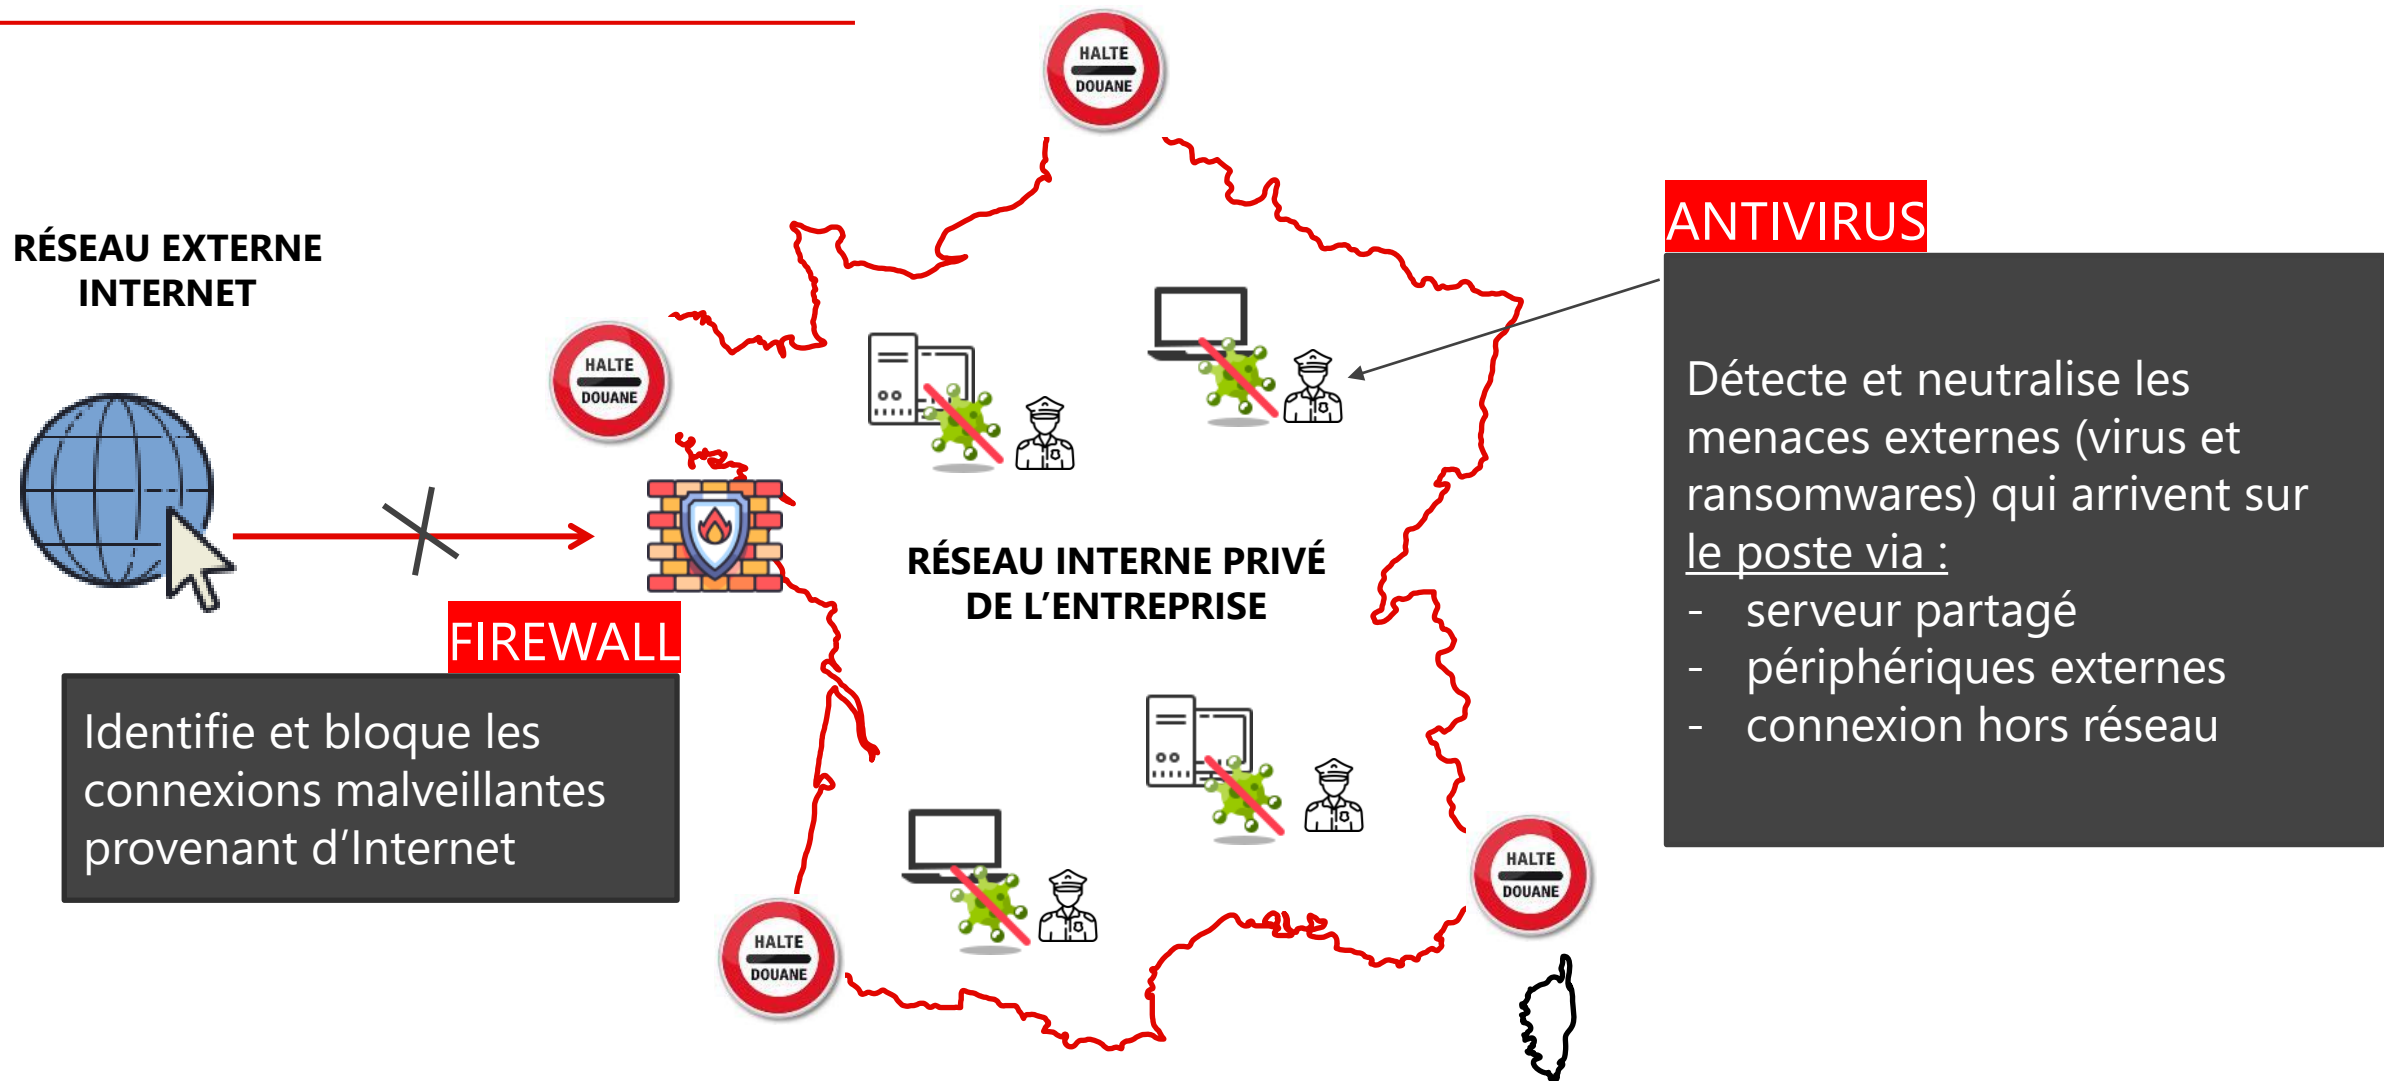 HALTE
DOUANE
RÉSEAU EXTERNE
INTERNET
HALTE
DOUANE
FIREWALL
Identifie et bloque les
connexions malveillantes
provenant d’Internet
RÉSEAU INTERNE PRIVÉ
DE L’ENTREPRISE
HALTE
DOUANE
ANTIVIRUS
Détecte et neutralise les
menaces externes (virus et
ransomwares) qui arrivent sur
le poste via :
- serveur partagé
- périphériques externes
- connexion hors réseau
HALTE
DOUANE